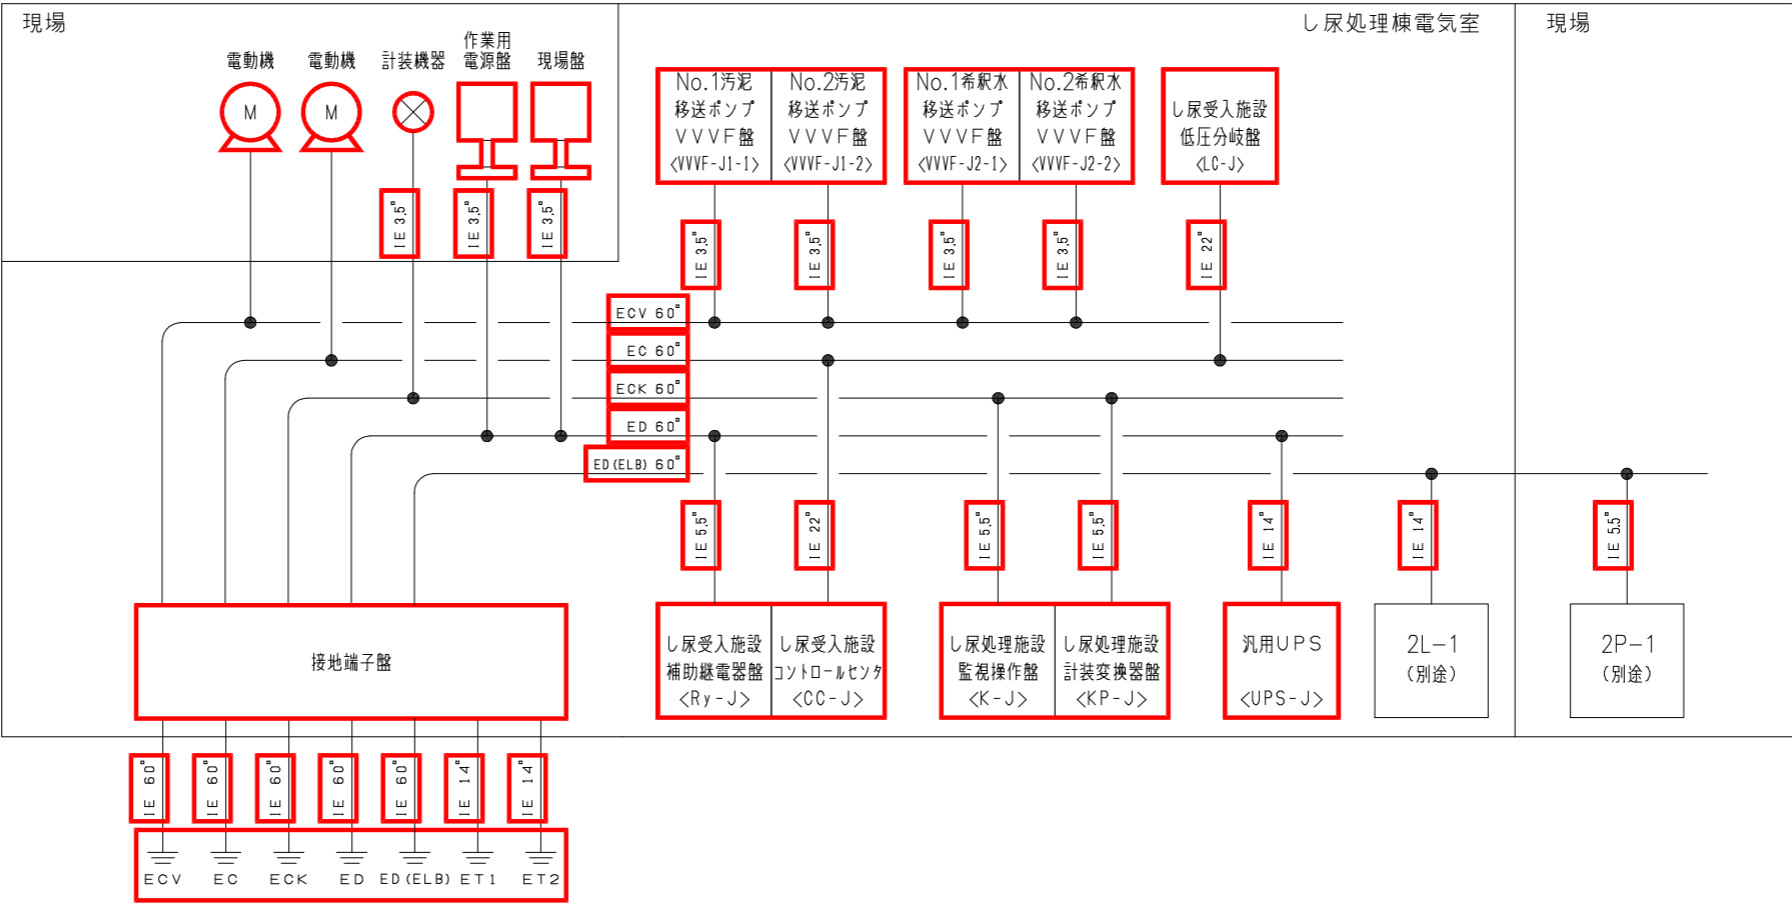 現場
し尿処理棟電気室
現場
電動機
電動機
計装機器
作業用
電源盤
現場盤
M
M
No.1汚泥
移送ポンプ
VVVF盤
<VVVF-J1-1>
No.2汚泥
移送ポンプ
VVVF盤
<VVVF-J1-2>
No.1希釈水
移送ポンプ
VVVF盤
<VVVF-J2-1>
No.2希釈水
移送ポンプ
VVVF盤
<VVVF-J2-2>
し尿受入施設
低圧分岐盤
<LC-J>
IE 3.5□
IE 3.5□
IE 3.5□
IE 3.5□
IE 3.5□
IE 3.5□
IE 3.5□
IE 22□
ECV 60□
EC 60□
ECK 60□
ED 60□
ED(ELB) 60□
IE 5.5□
IE 22□
IE 5.5□
IE 5.5□
IE 14□
IE 14□
IE 5.5□
接地端子盤
し尿受入施設
補助継電器盤
<Ry-J>
し尿受入施設
コントロールセンタ
<CC-J>
し尿処理施設
監視操作盤
<K-J>
し尿処理施設
計装変換器盤
<KP-J>
汎用UPS
<UPS-J>
2L-1
(別途)
2P-1
(別途)
IE 60□
IE 60□
IE 60□
IE 60□
IE 60□
IE 14□
IE 14□
ECV
EC
ECK
ED
ED(ELB)
ET1
ET2